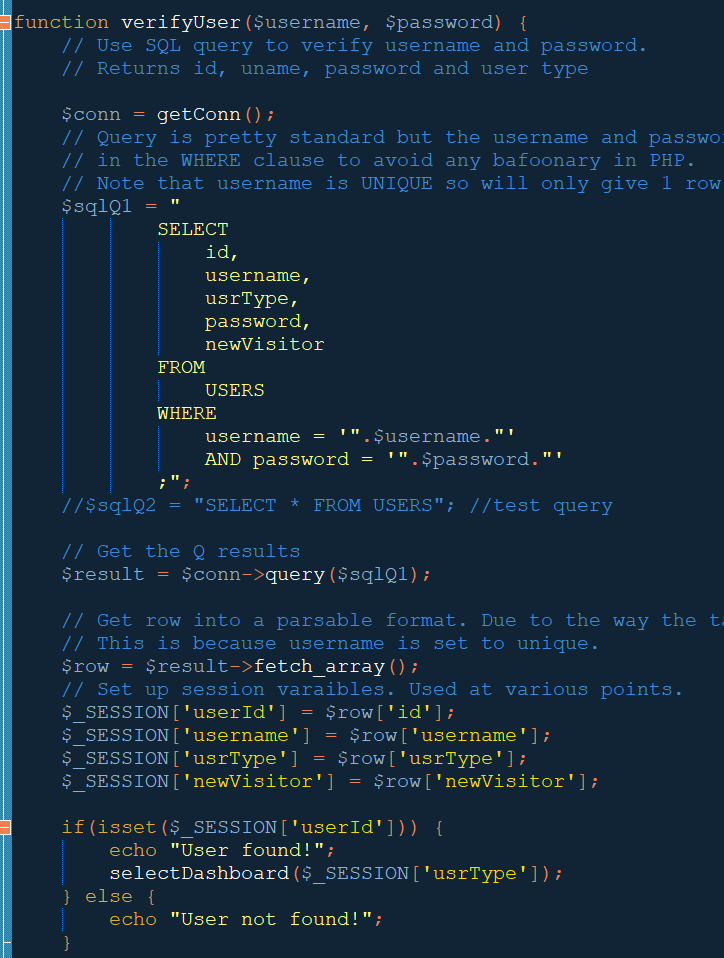 function verifyUser($username, $password) {
// Use SQL query to verify username and password.
// Returns id, uname, password and user type
$conn = getConn();
// Query is pretty standard but the username and
// in the WHERE clause to avoid any bafoonary in PHP.
// Note that username is UNIQUE so will only give 1 row
$sqlQ1 = "
SELECT
id,
username,
usrType,
password,
newVisitor
FROM
USERS
WHERE
username = '".$username."'
AND password = '".$password."'
;";
//$sqlQ2 = "SELECT * FROM USERS"; //test query
// Get the Q results
$result = $conn->query($sqlQ1);
// Get row into a parsable format. Due to the way the
// This is because username is set to unique.
$row = $result->fetch_array();
// Set up session varaibles. Used at various points.
$_SESSION['userId'] = $row['id'];
$_SESSION['username'] = $row['username'];
$_SESSION['usrType'] = $row['usrType'];
$_SESSION['newVisitor'] = $row['newVisitor'];
if(isset($_SESSION['userId'])) {
echo "User found!";
selectDashboard($_SESSION['usrType']);
} else {
echo "User not found!";
}